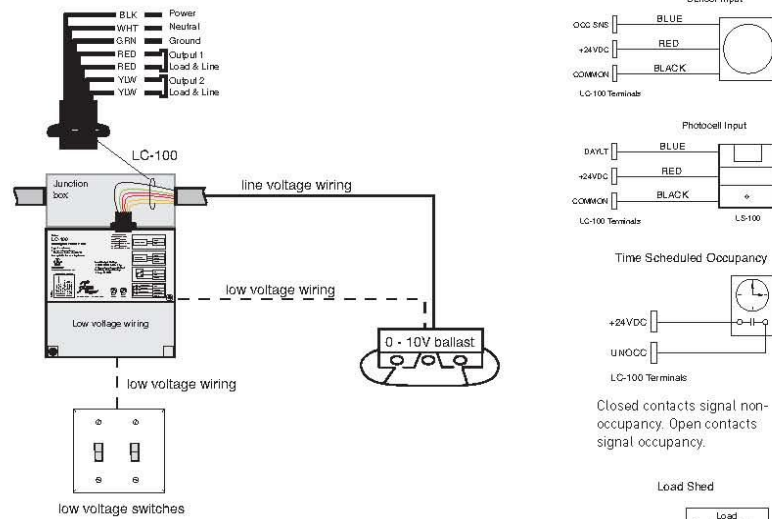 BLK Power
WHT Neutral
GRN Ground
RED Output 1
RED Load & Line
YLW Output 2
YLW Load & Line
LC-100
Junction
box
line voltage wiring
LC-100
low voltage wiring
Low voltage wiring
0 - 10V ballast
low voltage wiring
low voltage switches
Sensor Input
OCC SNS BLUE
+24VDC RED
COMMON BLACK
LC-100 Terminals
Photocell Input
DAYLT BLUE
+24VDC RED
COMMON BLACK
LC-100 Terminals
LS-100
Time Scheduled Occupancy
+24VDC
UNOCC
LC-100 Terminals
Closed contacts signal non-
occupancy. Open contacts
signal occupancy.
Load Shed
Load